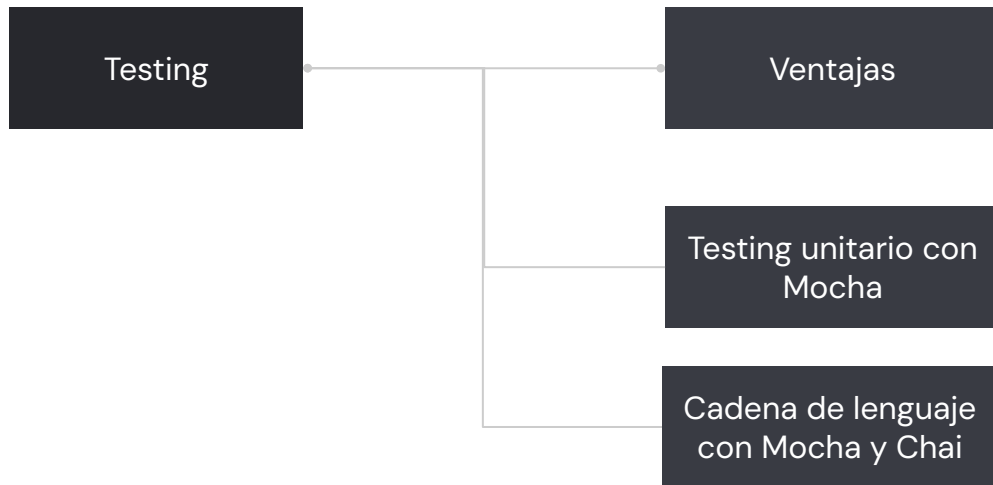 Testing
Ventajas
Testing unitario con
Mocha
Cadena de lenguaje
con Mocha y Chai